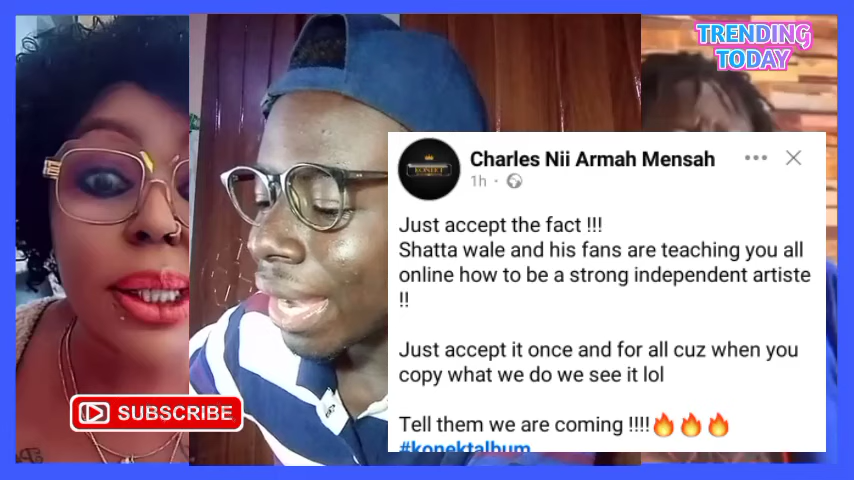 TRENDING
TODAY
KONEKT
Charles Nii Armah Mensah
1h
Just accept the fact !!!
Shatta wale and his fans are teaching you all
online how to be a strong independent artiste
!!
Just accept it once and for all cuz when you
copy what we do we see it lol
Tell them we are coming !!!!🔥🔥🔥
#konektalbum
SUBSCRIBE